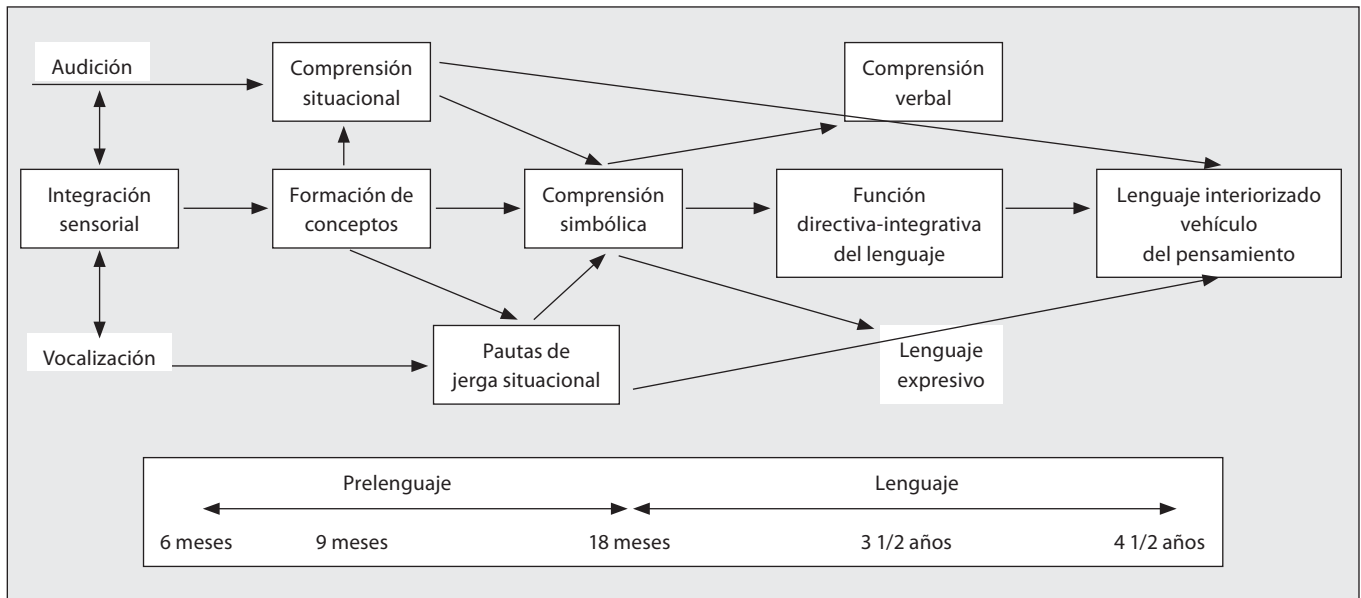 Audición
Comprensión
situacional
Comprensión
verbal
Integración
sensorial
Formación de
conceptos
Comprensión
simbólica
Función
directiva-integrativa
del lenguaje
Lenguaje interiorizado
vehículo
del pensamiento
Vocalización
Pautas de
jerga situacional
Lenguaje
expresivo
Prelenguaje
Lenguaje
6 meses
9 meses
18 meses
3 1/2 años
4 1/2 años